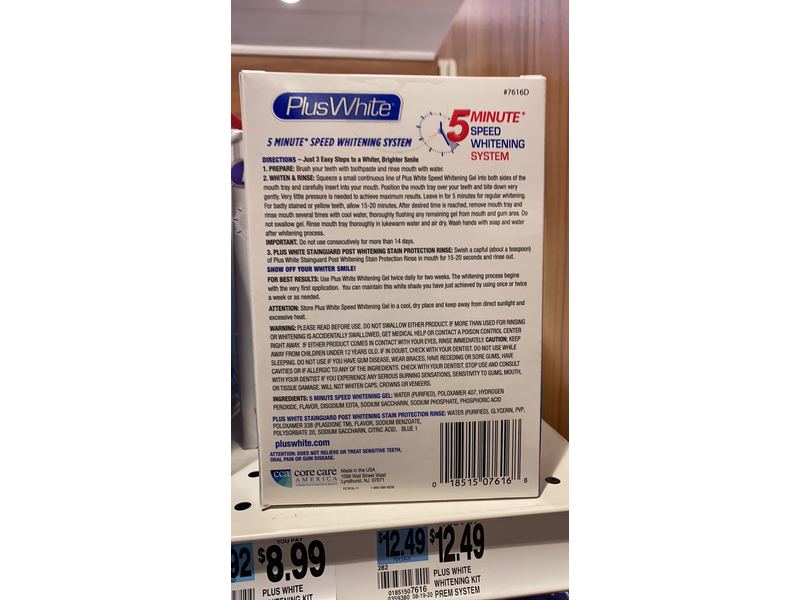 #7616D
Plus White
5 MINUTE* SPEED WHITENING SYSTEM
5 MINUTE*
SPEED
WHITENING
SYSTEM
DIRECTIONS – Just 3 Easy Steps to a Whiter, Brighter Smile
1. PREPARE: Brush your teeth with toothpaste and rinse mouth with water.
2. WHITEN & RINSE: Squeeze a small continuous line of Plus White Speed Whitening Gel into both sides of the
mouth tray and carefully insert into your mouth. Position the mouth tray over your teeth and bite down very
gently. Very little pressure is needed to achieve maximum results. Leave in for 5 minutes for regular whitening.
For badly stained or yellow teeth, allow 15-20 minutes. After desired time is reached, remove mouth tray and
rinse mouth several times with cool water, thoroughly flushing any remaining gel from mouth and gum area. Do
not swallow gel. Rinse mouth tray thoroughly in lukewarm water and air dry. Wash hands with soap and water
after whitening process.
IMPORTANT: Do not use consecutively for more than 14 days.
3. PLUS WHITE STAINGUARD POST WHITENING STAIN PROTECTION RINSE: Swish a capful (about a teaspoon)
of Plus White Stainguard Post Whitening Stain Protection Rinse in mouth for 15-20 seconds and rinse out.
SHOW OFF YOUR WHITER SMILE!
FOR BEST RESULTS: Use Plus White Whitening Gel twice daily for two weeks. The whitening process begins
with the very first application. You can maintain this white shade you have just achieved by using once or twice
a week or as needed.
ATTENTION: Store Plus White Speed Whitening Gel in a cool, dry place and keep away from direct sunlight and
excessive heat.
WARNING: PLEASE READ BEFORE USE. DO NOT SWALLOW EITHER PRODUCT. IF MORE THAN USED FOR RINSING
OR WHITENING IS ACCIDENTALLY SWALLOWED, GET MEDICAL HELP OR CONTACT A POISON CONTROL CENTER
RIGHT AWAY. IF EITHER PRODUCT COMES IN CONTACT WITH YOUR EYES, RINSE IMMEDIATELY. CAUTION: KEEP
AWAY FROM CHILDREN UNDER 12 YEARS OLD. IF IN DOUBT, CHECK WITH YOUR DENTIST. DO NOT USE WHILE
SLEEPING. DO NOT USE IF YOU HAVE GUM DISEASE, WEAR BRACES, HAVE RECEDING OR SORE GUMS, HAVE
CAVITIES OR IF ALLERGIC TO ANY OF THE INGREDIENTS. CHECK WITH YOUR DENTIST. STOP USE AND CONSULT
WITH YOUR DENTIST IF YOU EXPERIENCE ANY SERIOUS BURNING SENSATIONS, SENSITIVITY TO GUMS, MOUTH,
OR TISSUE DAMAGE. WILL NOT WHITEN CAPS, CROWNS OR VENEERS.
INGREDIENTS: 5 MINUTE SPEED WHITENING GEL: WATER (PURIFIED), POLOXAMER 407, HYDROGEN
PEROXIDE, FLAVOR, DISODIUM EDTA, SODIUM SACCHARIN, SODIUM PHOSPHATE, PHOSPHORIC ACID
PLUS WHITE STAINGUARD POST WHITENING STAIN PROTECTION RINSE: WATER (PURIFIED), GLYCERIN, PVP,
POLOXAMER 338 (PLASDONE TM), FLAVOR, SODIUM BENZOATE,
POLYSORBATE 20, SODIUM SACCHARIN, CITRIC ACID, BLUE 1
pluswhite.com
ATTENTION: DOES NOT RELIEVE OR TREAT SENSITIVE TEETH,
ORAL PAIN OR GUM DISEASE.
cca core care
AMERICA
Made in the USA
1099 Wall Street West
Lyndhurst, NJ 07071
0 18515 07616 8
92
YOU PAY
$8.99
PLUS WHITE
WHITENING KIT
$12.49
$12.49
282
0185150 7616
0359380 08-19-20
PLUS WHITE
WHITENING KIT
PREM SYSTEM